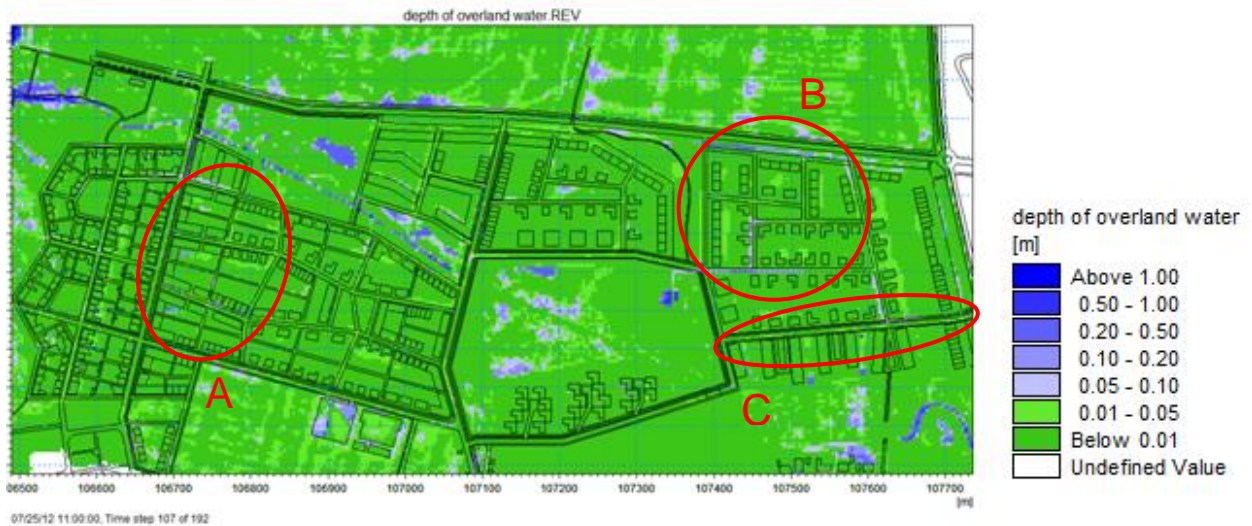 depth of overland water.REV
B
A
C
depth of overland water
[m]
Above 1.00
0.50 - 1.00
0.20 - 0.50
0.10 - 0.20
0.05 - 0.10
0.01 - 0.05
Below 0.01
Undefined Value
06500 106600 106700 106800 106900 107000 107100 107200 107300 107400 107500 107600 107700
[m]
07/25/12 11:00:00, Time step 107 of 192